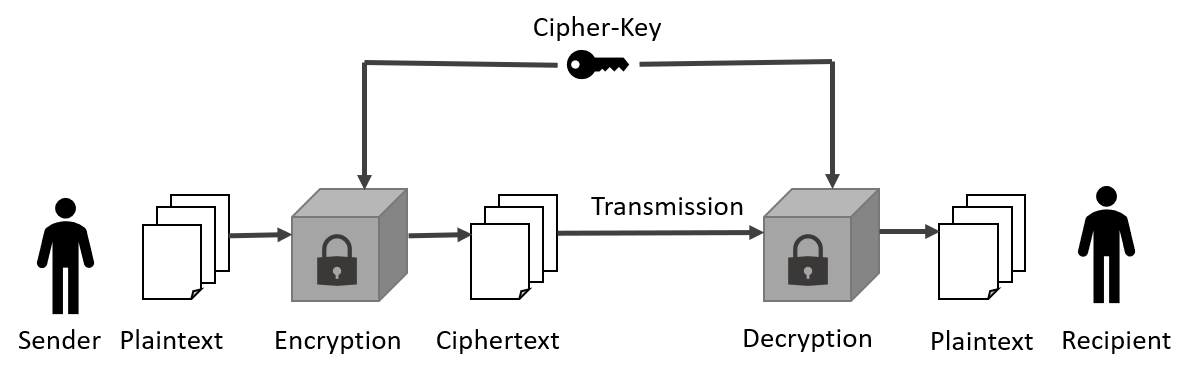 Cipher-Key
Transmission
Sender
Plaintext
Encryption
Ciphertext
Decryption
Plaintext
Recipient